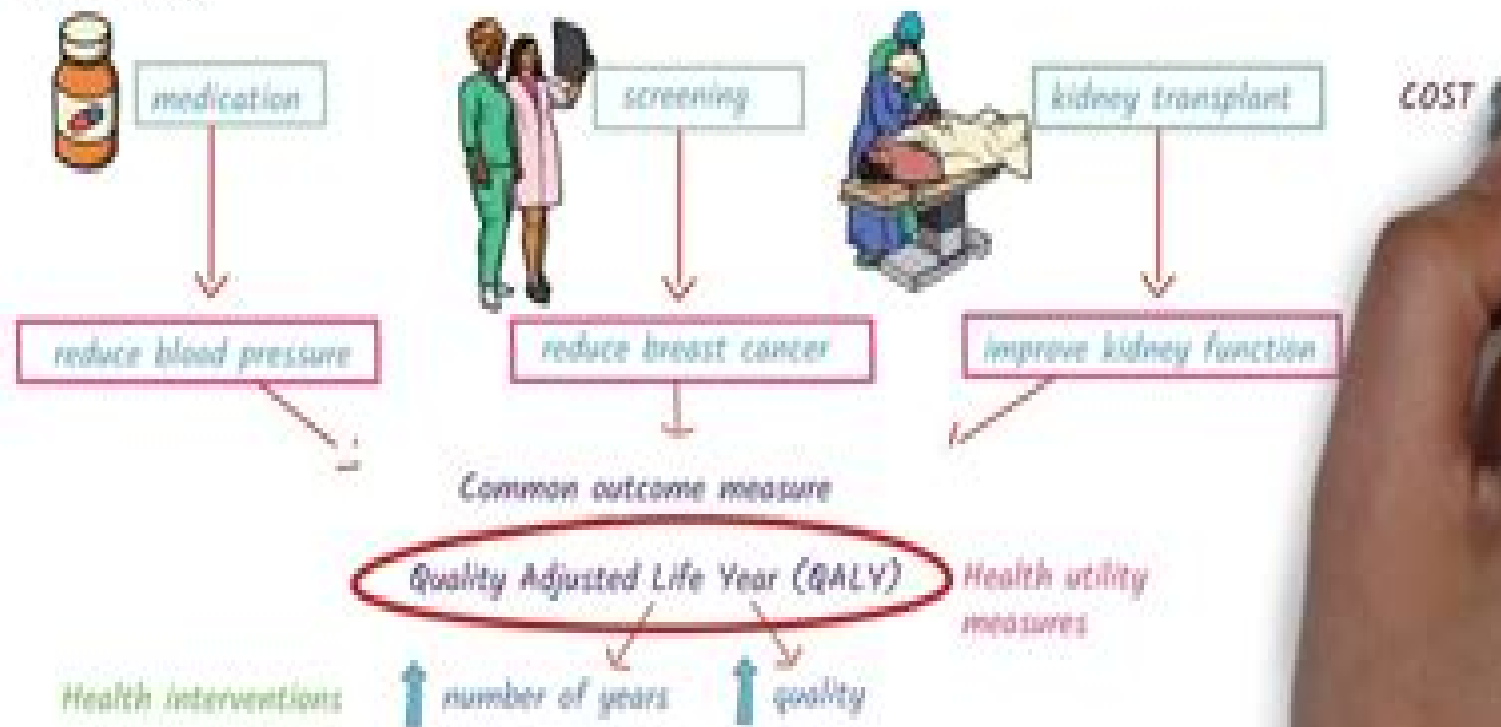 medication
screening
kidney transplant
COST
reduce blood pressure
reduce breast cancer
improve kidney function
Common outcome measure
Quality Adjusted Life Year (QALY)
Health utility
measures
Health interventions
number of years
quality